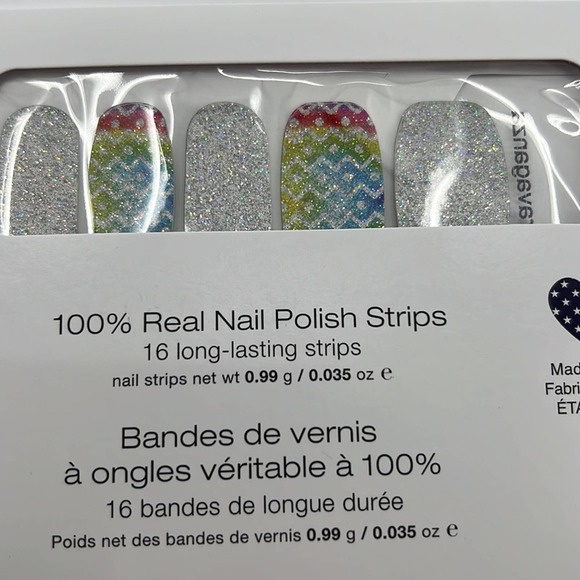 100% Real Nail Polish Strips
16 long-lasting strips
nail strips net wt 0.99 g / 0.035 oz e
Bandes de vernis
à ongles véritable à 100%
16 bandes de longue durée
Poids net des bandes de vernis 0.99 g / 0.035 oz e